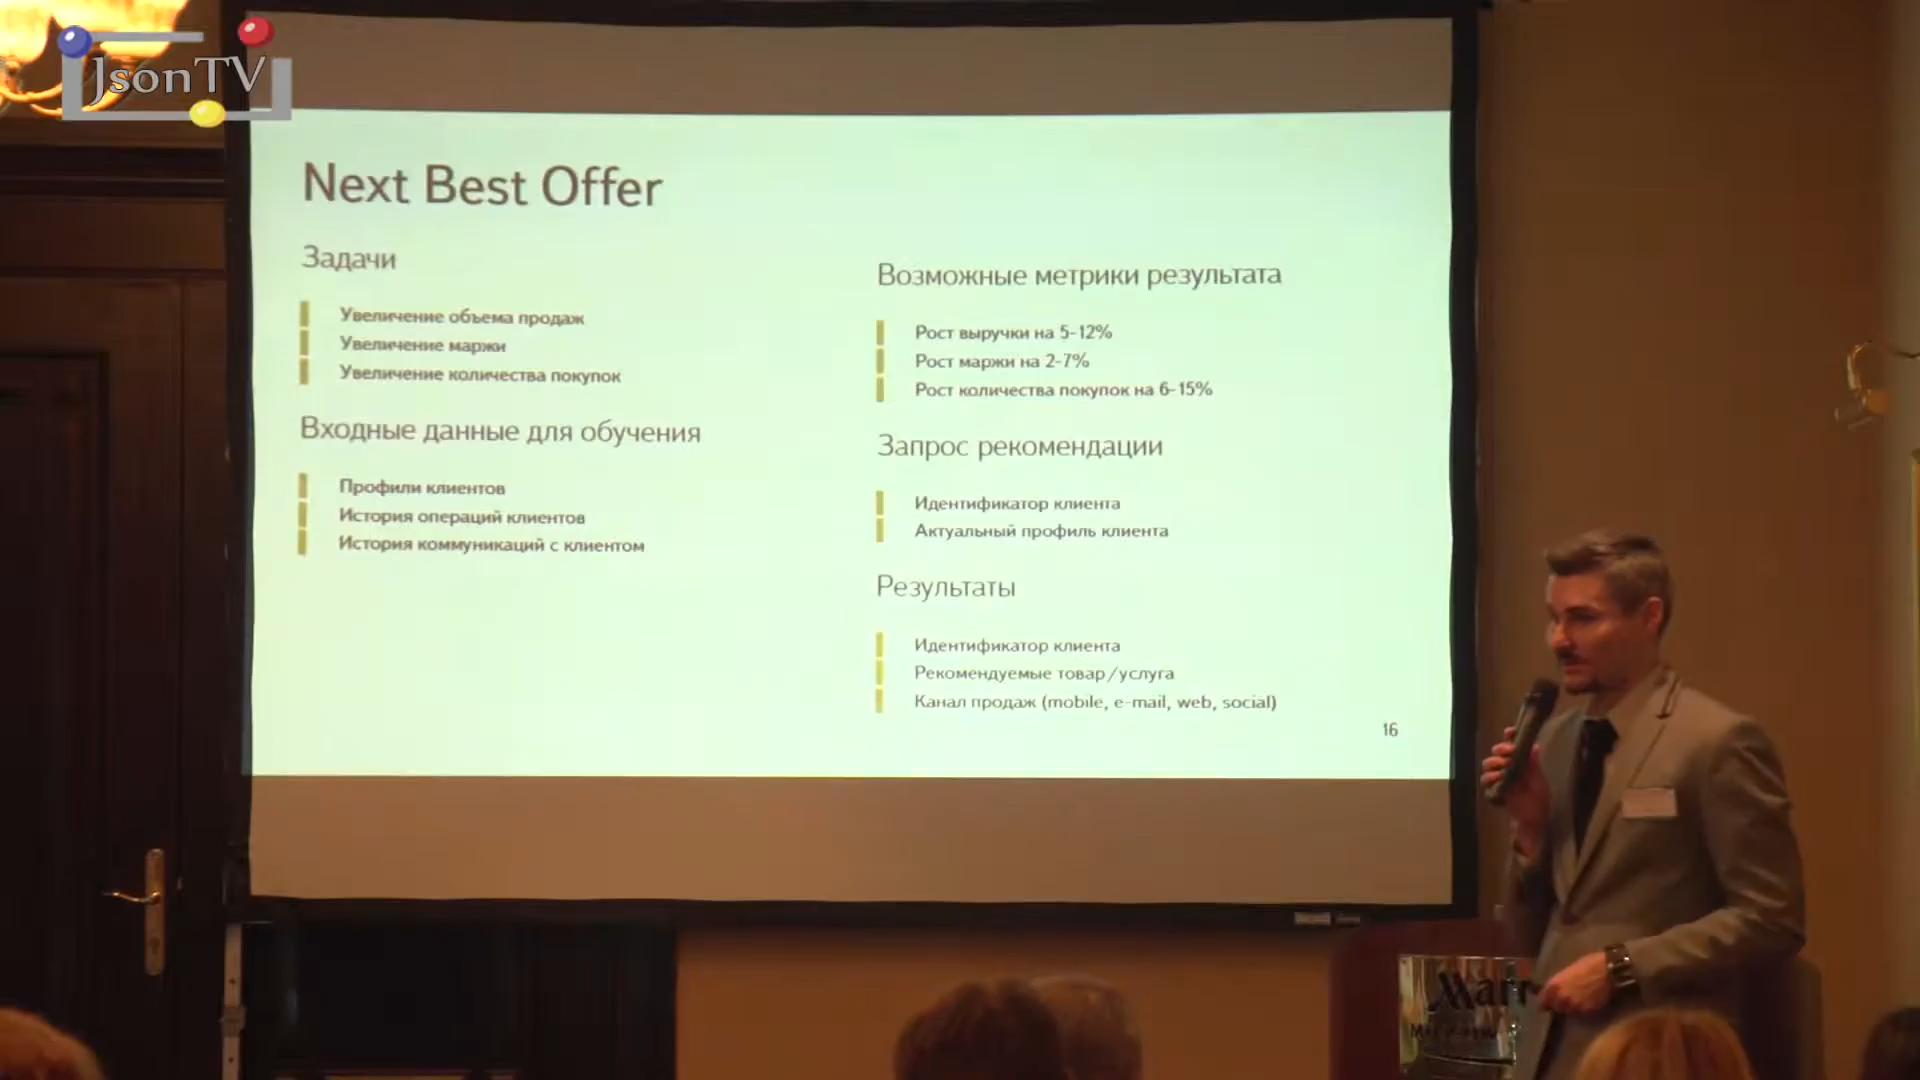 JsonTV
Next Best Offer
Задачи
Увеличение объема продаж
Увеличение маржи
Увеличение количества покупок
Входные данные для обучения
Профили клиентов
История операций клиентов
История коммуникаций с клиентом
Возможные метрики результата
Рост выручки на 5-12%
Рост маржи на 2-7%
Рост количества покупок на 6-15%
Запрос рекомендации
Идентификатор клиента
Актуальный профиль клиента
Результаты
Идентификатор клиента
Рекомендуемые товар/услуга
Канал продаж (mobile, e-mail, web, social)
16
Marr